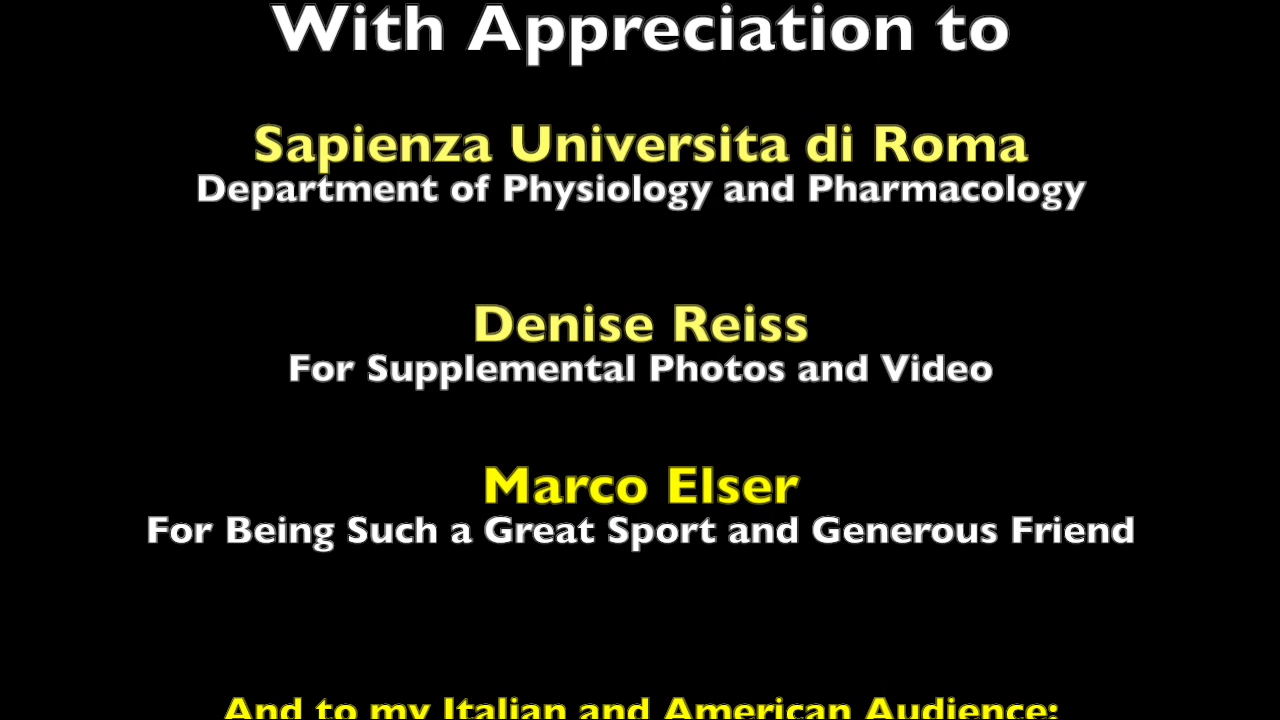 With Appreciation to
Sapienza Universita di Roma
Department of Physiology and Pharmacology
Denise Reiss
For Supplemental Photos and Video
Marco Elser
For Being Such a Great Sport and Generous Friend
And to my Italian and American Audience: